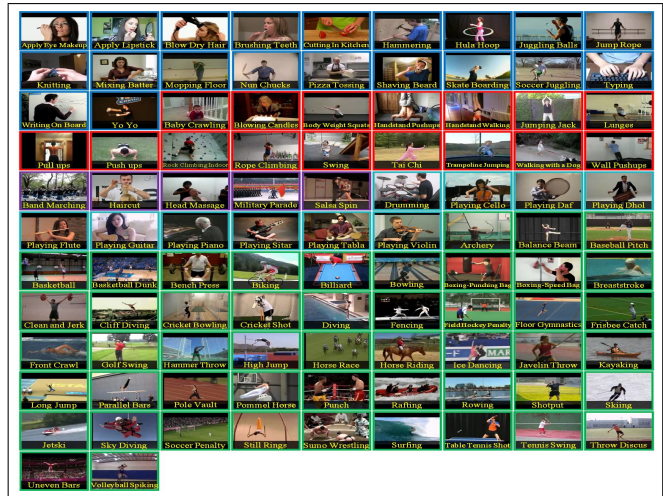 Apply Eye Makeup
Apply Lipstick
Blow Dry Hair
Brushing Teeth
Cutting In Kitchen
Hammering
Hula Hoop
Juggling Balls
Jump Rope
Knitting
Mixing Batter
Mopping Floor
Nun Chucks
Pizza Tossing
Shaving Beard
Skate Boarding
Soccer Juggling
Typing
Writing On Board
Yo Yo
Baby Crawling
Blowing Candles
Body Weight Squats
Handstand Pushups
Handstand Walking
Jumping Jack
Lunges
Pull ups
Push ups
Rock Climbing Indoor
Rope Climbing
Swing
Tai Chi
Trampoline Jumping
Walking with a Dog
Wall Pushups
Band Marching
Haircut
Head Massage
Military Parade
Salsa Spin
Drumming
Playing Cello
Playing Daf
Playing Dhol
Playing Flute
Playing Guitar
Playing Piano
Playing Sitar
Playing Tabla
Playing Violin
Archery
Balance Beam
Baseball Pitch
Basketball
Basketball Dunk
Bench Press
Biking
Billiard
Bowling
Boxing-Punching Bag
Boxing-Speed Bag
Breaststroke
Clean and Jerk
Cliff Diving
Cricket Bowling
Cricket Shot
Diving
Fencing
Field Hockey Penalty
Floor Gymnastics
Frisbee Catch
Front Crawl
Golf Swing
Hammer Throw
High Jump
Horse Race
Horse Riding
Ice Dancing
Javelin Throw
Kayaking
Long Jump
Parallel Bars
Pole Vault
Pommel Horse
Punch
Rafting
Rowing
Shotput
Skiing
Jetski
Sky Diving
Soccer Penalty
Still Rings
Sumo Wrestling
Surfing
Table Tennis Shot
Tennis Swing
Throw Discus
Uneven Bars
Volleyball Spiking